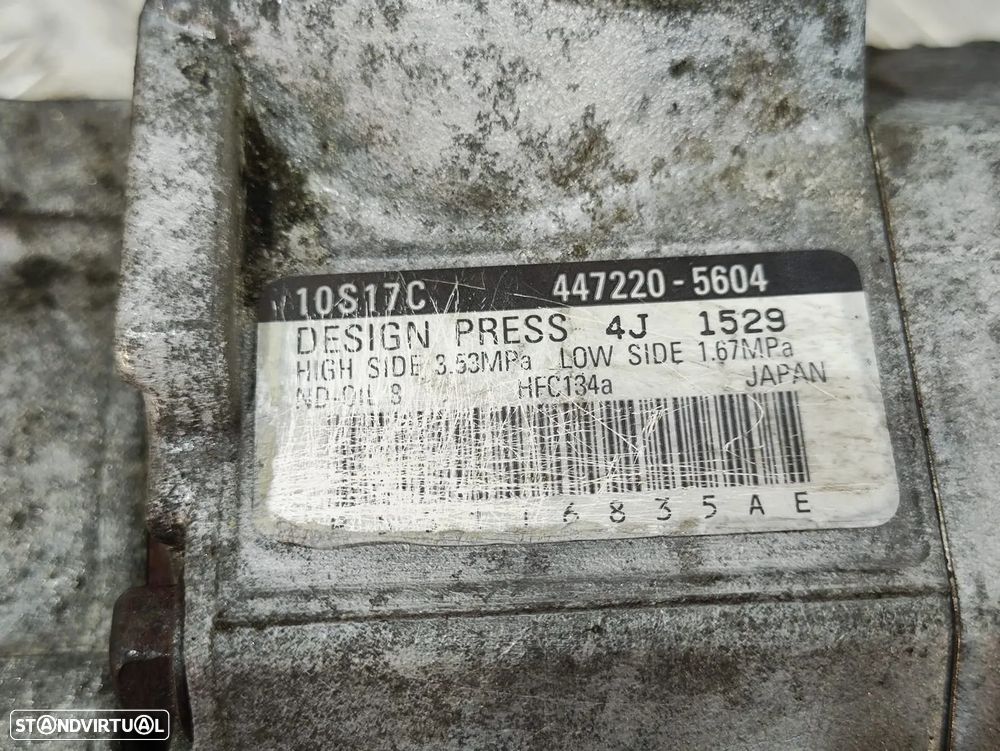 10S17C 447220-5604
DESIGN PRESS 4J 1529
HIGH SIDE 3.53MPa LOW SIDE 1.67MPa
ND-OIL 8 HFC134a JAPAN
6835AE
STANDVIRTUAL